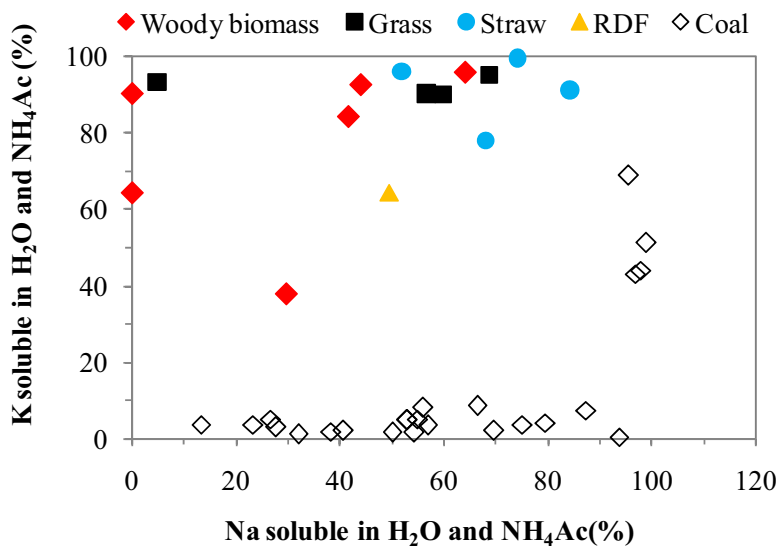 Woody biomass Grass Straw RDF Coal
100
80
60
40
20
0
0 20 40 60 80 100 120
K soluble in H₂O and NH₄Ac (%)
Na soluble in H₂O and NH₄Ac(%)